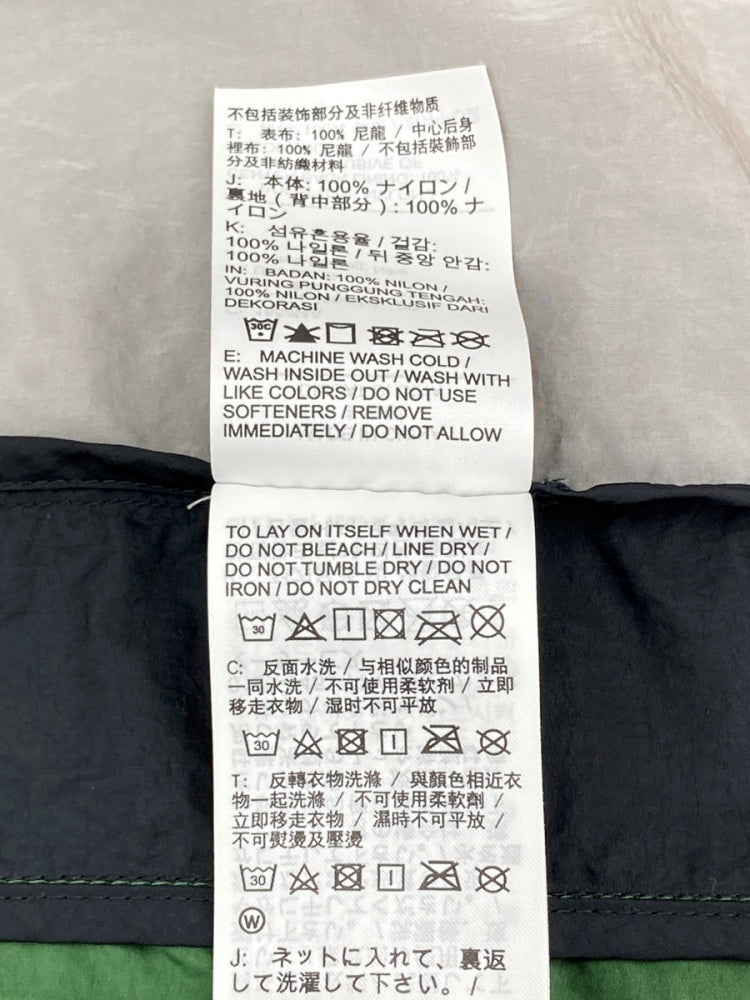 不包括装饰部分及非纤维物质
T: 表布: 100% 尼龍 / 中心后身
裡布: 100% 尼龍 / 不包括裝飾部
分及非紡織材料
J: 本体: 100% ナイロン /
裏地 (背中部分) : 100% ナ
イロン
K: 섬유혼용율 / 겉감:
100% 나일론 / 뒤 중앙 안감:
100% 나일론
IN: BADAN: 100% NILON /
VURING PUNGGUNG TENGAH:
100% NILON / EKSKLUSIF DARI
DEKORASI
30C
E: MACHINE WASH COLD /
WASH INSIDE OUT / WASH WITH
LIKE COLORS / DO NOT USE
SOFTENERS / REMOVE
IMMEDIATELY / DO NOT ALLOW
TO LAY ON ITSELF WHEN WET /
DO NOT BLEACH / LINE DRY /
DO NOT TUMBLE DRY / DO NOT
IRON / DO NOT DRY CLEAN
30
C: 反面水洗 / 与相似颜色的制品
一同水洗 / 不可使用柔软剂 / 立即
移走衣物 / 湿时不可平放
30
T: 反轉衣物洗滌 / 與顏色相近衣
物一起洗滌 / 不可使用柔軟劑 /
立即移走衣物 / 濕時不可平放 /
不可熨燙及壓燙
30
W
J: ネットに入れて、裏返
して洗濯して下さい。 /